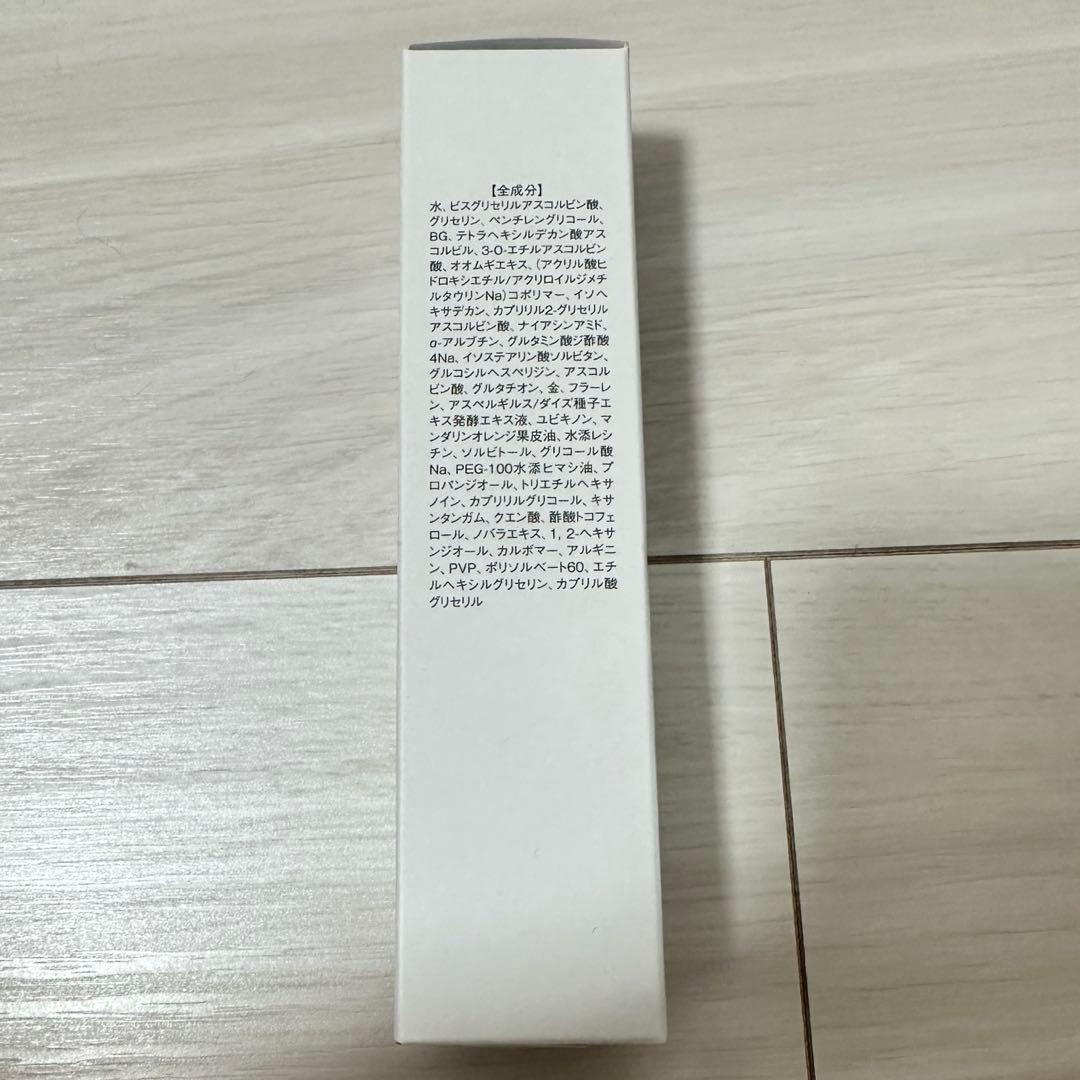 【全成分】
水、ビスグリセリルアスコルビン酸、
グリセリン、ペンチレングリコール、
BG、テトラヘキシルデカン酸アス
コルビル、3-O-エチルアスコルビン
酸、オオムギエキス、(アクリル酸ヒ
ドロキシエチル/アクリロイルジメチ
ルタウリンNa)コポリマー、イソヘ
キサデカン、カプリリル2-グリセリル
アスコルビン酸、ナイアシンアミド、
α-アルブチン、グルタミン酸ジ酢酸
4Na、イソステアリン酸ソルビタン、
グルコシルヘスペリジン、アスコル
ビン酸、グルタチオン、金、フラーレ
ン、アスペルギルス/ダイズ種子エ
キス発酵エキス液、ユビキノン、マ
ンダリンオレンジ果皮油、水添レシ
チン、ソルビトール、グリコール酸
Na、PEG-100水添ヒマシ油、プ
ロパンジオール、トリエチルヘキサ
ノイン、カプリリルグリコール、キサ
ンタンガム、クエン酸、酢酸トコフェ
ロール、ノバラエキス、1, 2-ヘキサ
ンジオール、カルボマー、アルギニ
ン、PVP、ポリソルベート60、エチ
ルヘキシルグリセリン、カプリル酸
グリセリル